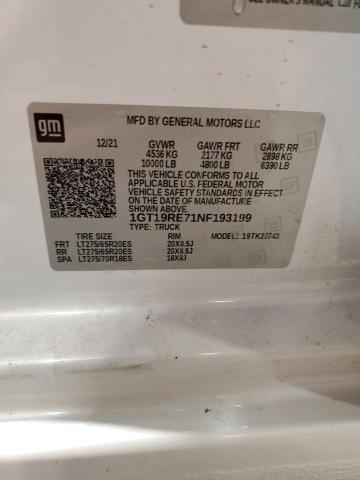 SEE OWNER'S MANUAL
gm
MFD BY GENERAL MOTORS LLC
12/21 GVWR GAWR FRT GAWR RR
4536 KG 2177 KG 2898 KG
10000 LB 4800 LB 6390 LB
THIS VEHICLE CONFORMS TO ALL
APPLICABLE U.S. FEDERAL MOTOR
VEHICLE SAFETY STANDARDS IN EFFECT
ON THE DATE OF MANUFACTURE
SHOWN ABOVE.
1GT19RE71NF193199
TYPE: TRUCK
TIRE SIZE RIM MODEL: 19TK20743
FRT LT275/65R20ES 20X8.5J
RR LT275/65R20ES 20X8.5J
SPA LT275/70R18ES 18X8J